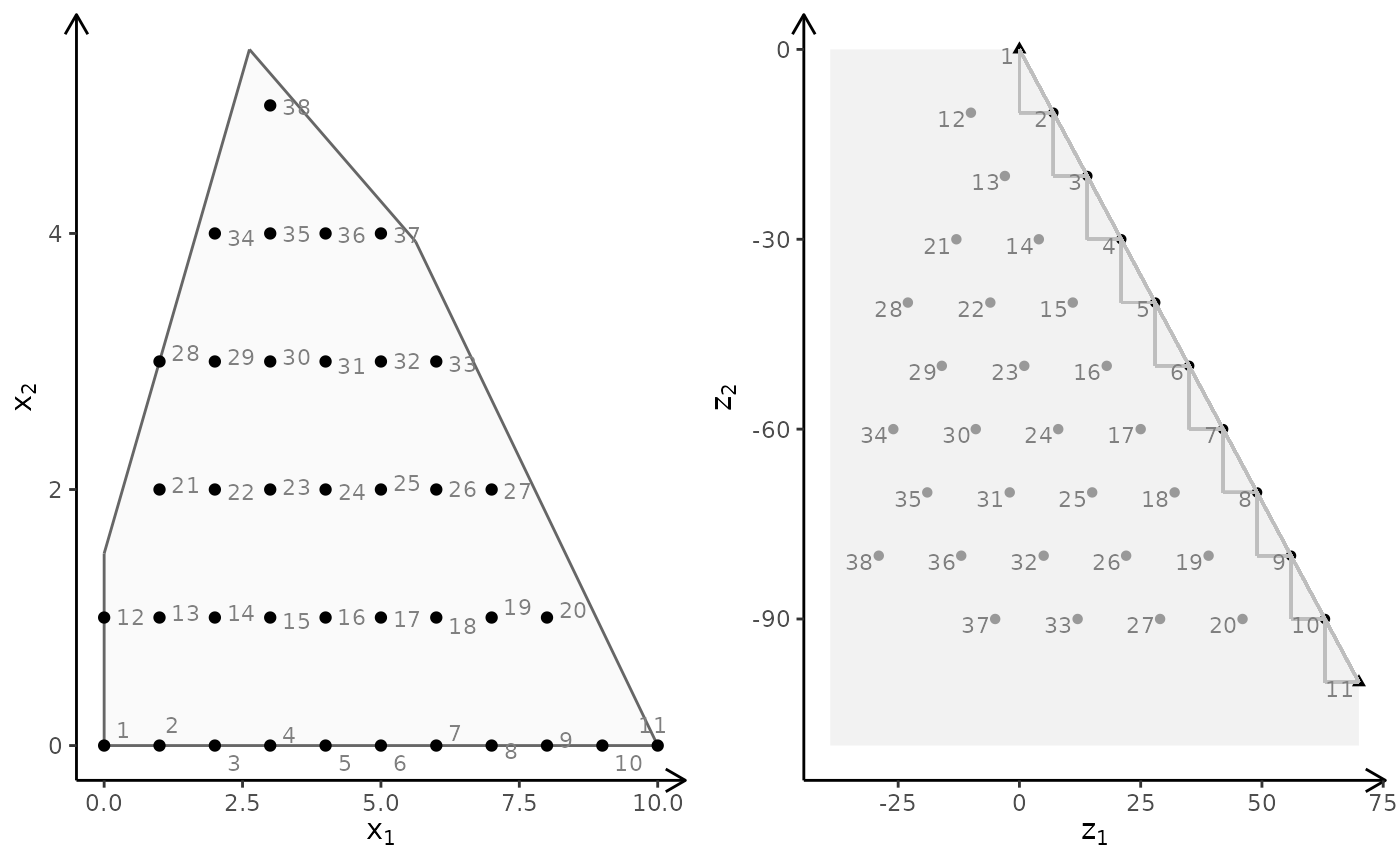 38
4
34 35 36 37
28 29 30 31 32 33
2
21 22 23 24 25 26 27
12 13 14 15 16 17 18 19 20
1 2 3 4 5 6 7 8 9 10 11
0
0.0 2.5 5.0 7.5 10.0
x₁
x₂
0
1
12 2
13 3
-30
21 14 4
28 22 15 5
29 23 16 6
-60
34 30 24 17 7
35 31 25 18 8
38 36 32 26 19 9
-90
37 33 27 20 10
11
-25 0 25 50 75
z₁
z₂